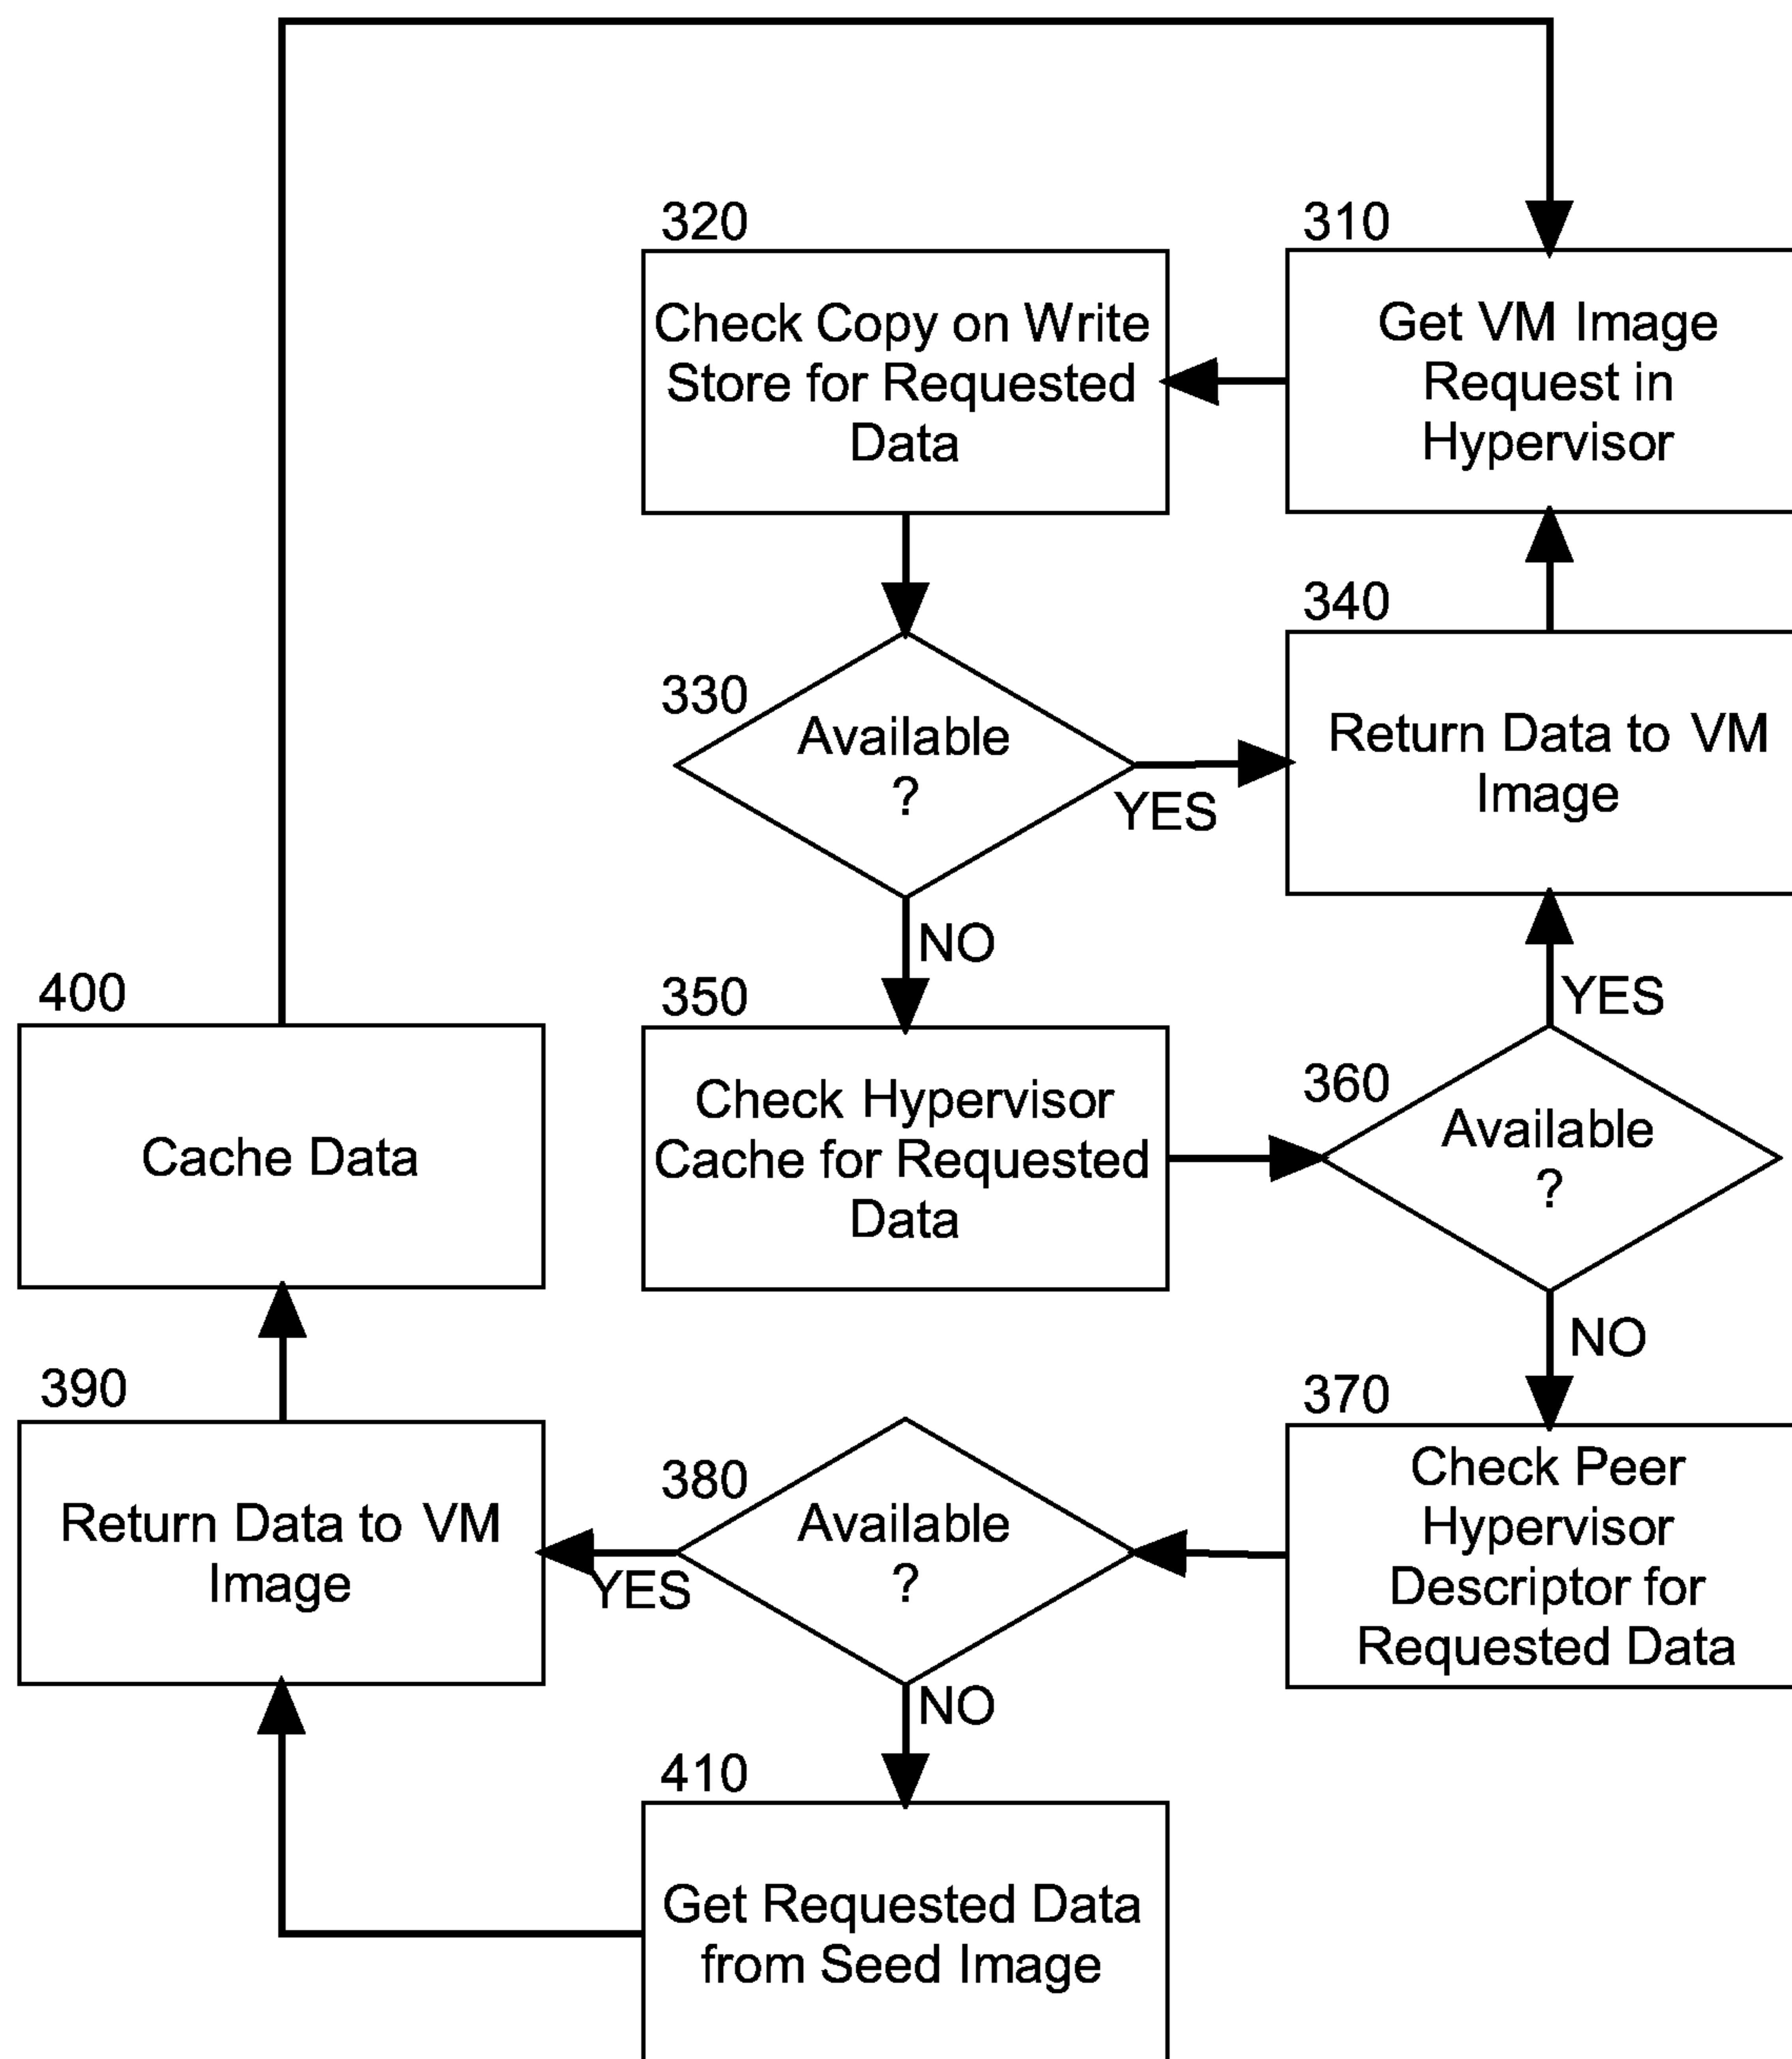 320
Check Copy on Write
Store for Requested
Data
310
Get VM Image
Request in
Hypervisor
330
Available
?
YES
NO
340
Return Data to VM
Image
350
Check Hypervisor
Cache for Requested
Data
360
Available
?
YES
NO
370
Check Peer
Hypervisor
Descriptor for
Requested Data
380
Available
?
YES
NO
390
Return Data to VM
Image
400
Cache Data
410
Get Requested Data
from Seed Image